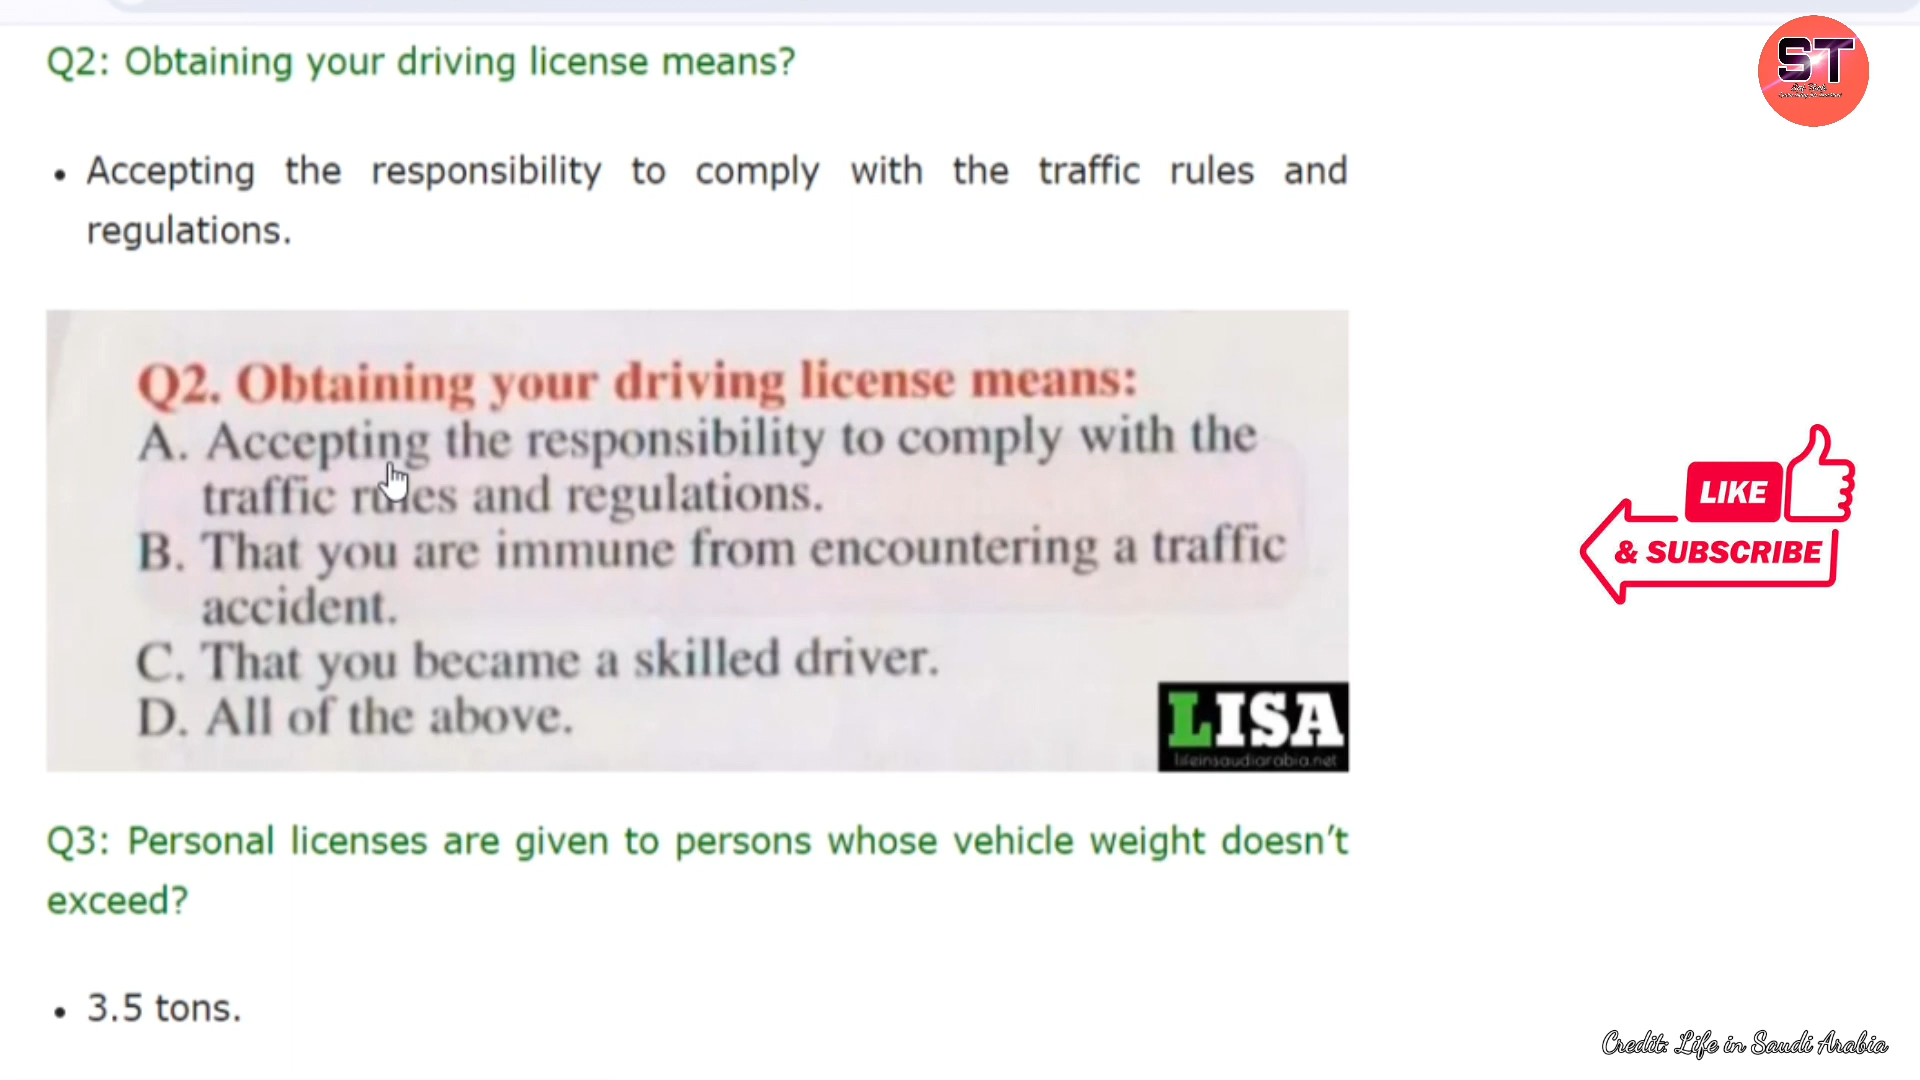 Q2: Obtaining your driving license means?
ST
• Accepting the responsibility to comply with the traffic rules and
regulations.
Q2. Obtaining your driving license means:
A. Accepting the responsibility to comply with the
traffic rules and regulations.
B. That you are immune from encountering a traffic
accident.
C. That you became a skilled driver.
D. All of the above.
LISA
lifeinsaudiarabia.net
LIKE
& SUBSCRIBE
Q3: Personal licenses are given to persons whose vehicle weight doesn’t
exceed?
• 3.5 tons.
Credit: Life in Saudi Arabia